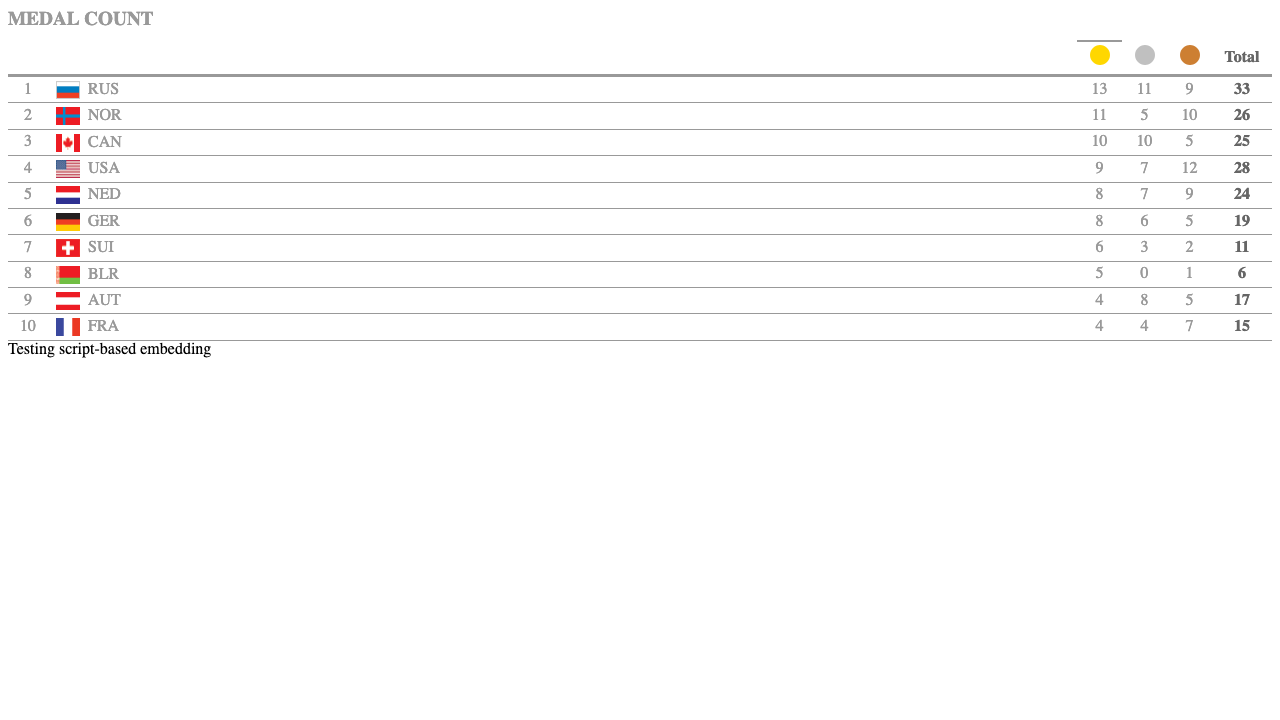 MEDAL COUNT
Total
1 RUS 13 11 9 33
2 NOR 11 5 10 26
3 CAN 10 10 5 25
4 USA 9 7 12 28
5 NED 8 7 9 24
6 GER 8 6 5 19
7 SUI 6 3 2 11
8 BLR 5 0 1 6
9 AUT 4 8 5 17
10 FRA 4 4 7 15
Testing script-based embedding